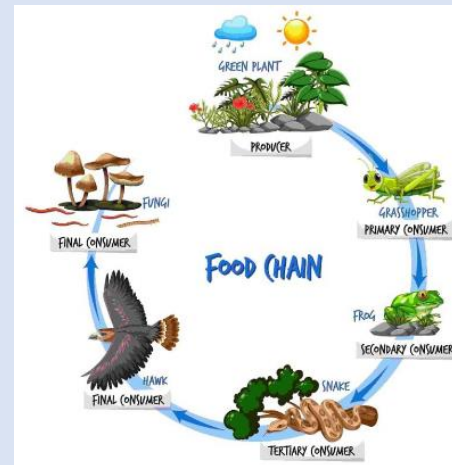 GREEN PLANT
PRODUCER
GRASSHOPPER
PRIMARY CONSUMER
FROG
SECONDARY CONSUMER
SNAKE
TERTIARY CONSUMER
HAWK
FINAL CONSUMER
FUNGI
FINAL CONSUMER
FOOD CHAIN